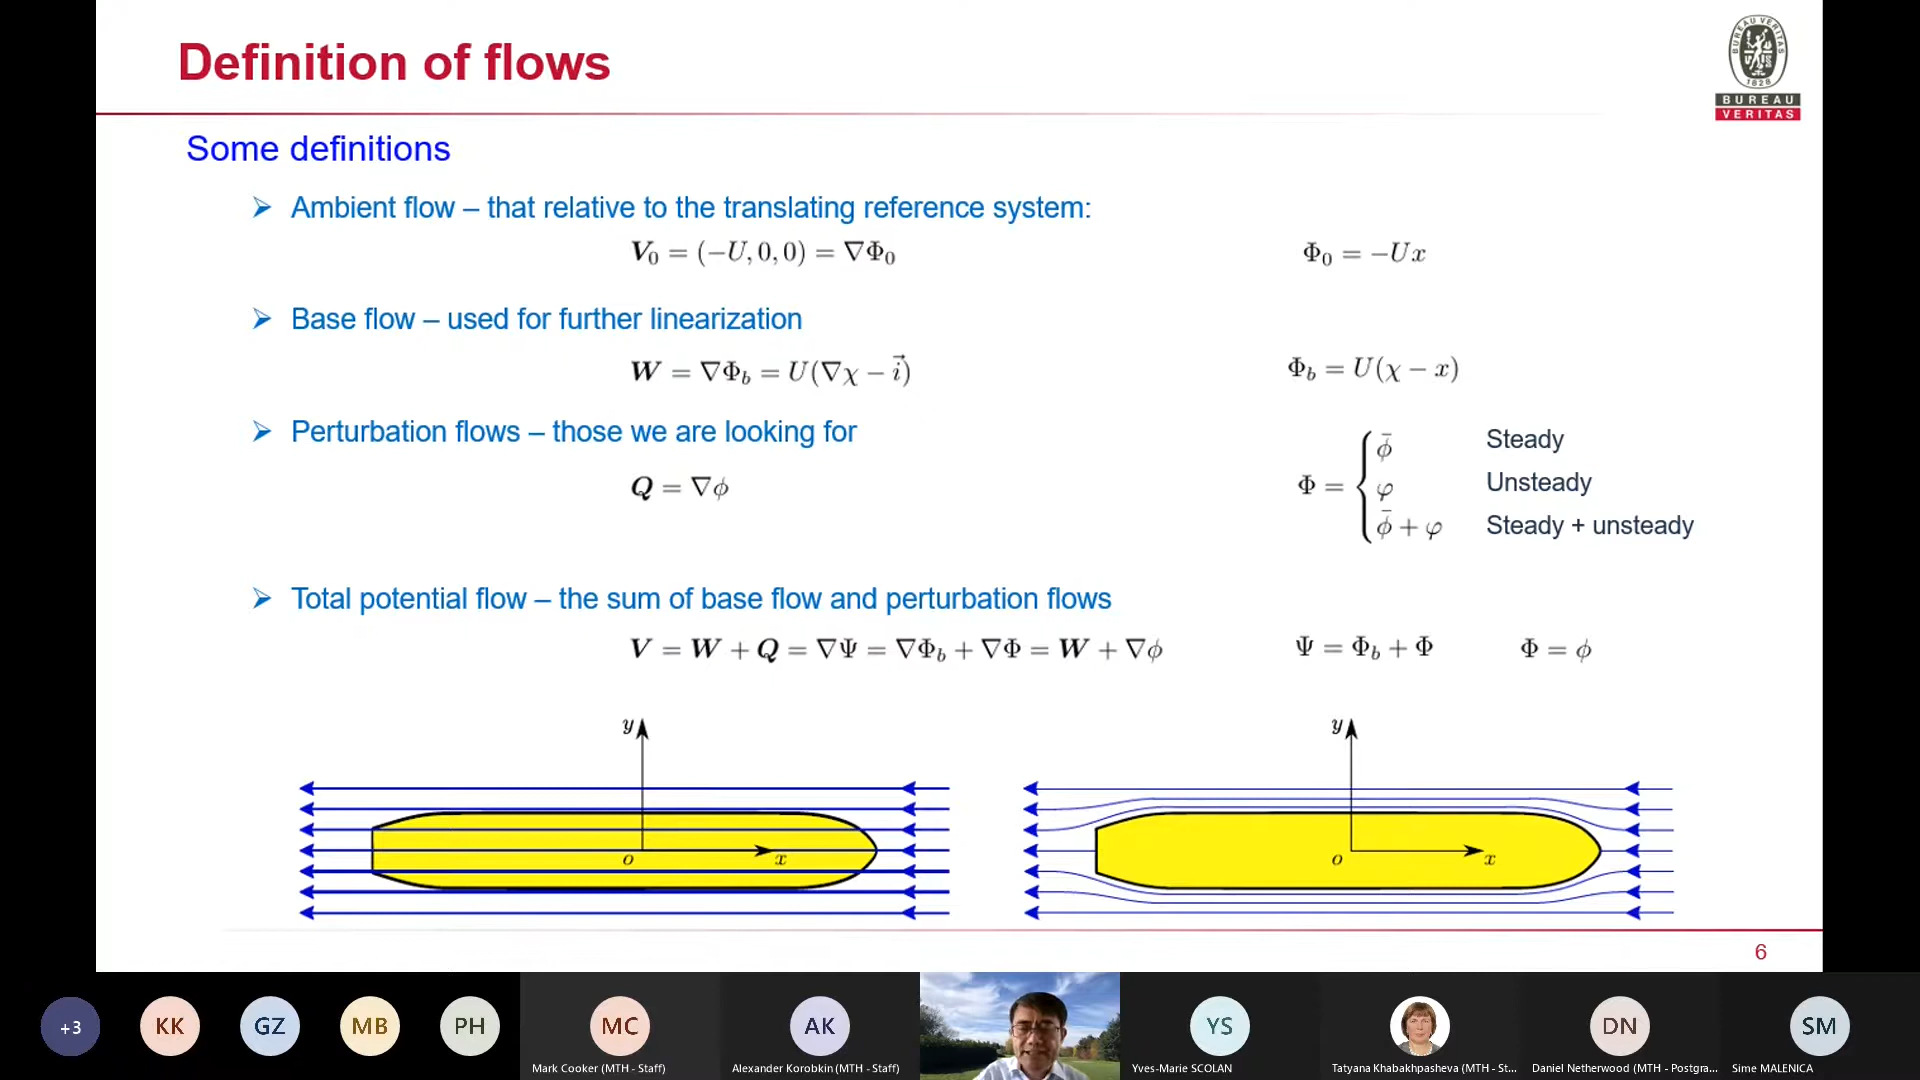 Definition of flows
BUREAU VERITAS
1828
BUREAU
VERITAS
Some definitions
➢ Ambient flow – that relative to the translating reference system:
V₀ = (−U, 0, 0) = ∇Φ₀
Φ₀ = −Ux
➢ Base flow – used for further linearization
W = ∇Φ_b = U(∇χ − i⃗)
Φ_b = U(χ − x)
➢ Perturbation flows – those we are looking for
Q = ∇ϕ
Φ = { ϕ̄ Steady
φ Unsteady
ϕ̄ + φ Steady + unsteady
➢ Total potential flow – the sum of base flow and perturbation flows
V = W + Q = ∇Ψ = ∇Φ_b + ∇Φ = W + ∇ϕ
Ψ = Φ_b + Φ
Φ = ϕ
y
o
x
y
o
x
6
+3
KK
GZ
MB
PH
MC
Mark Cooker (MTH - Staff)
AK
Alexander Korobkin (MTH - Staff)
YS
Yves-Marie SCOLAN
Tatyana Khabakhpasheva (MTH - St...
DN
Daniel Netherwood (MTH - Postgra...
SM
Sime MALENICA